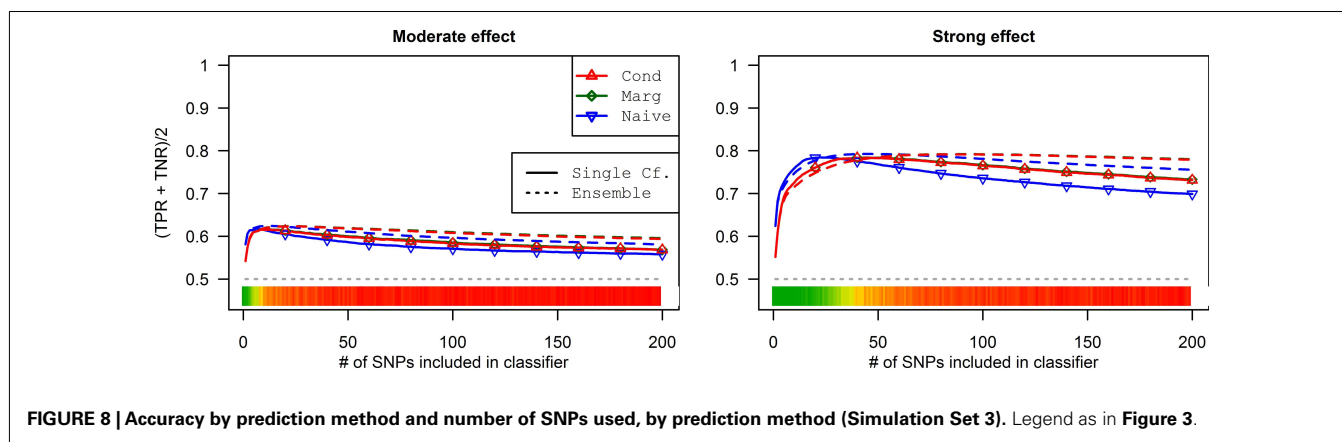 Moderate effect
Strong effect
(TPR + TNR)/2
1
0.9
0.8
0.7
0.6
0.5
Cond
Marg
Naive
Single Cf.
Ensemble
0 50 100 150 200
# of SNPs included in classifier
1
0.9
0.8
0.7
0.6
0.5
0 50 100 150 200
# of SNPs included in classifier
FIGURE 8 | Accuracy by prediction method and number of SNPs used, by prediction method (Simulation Set 3). Legend as in Figure 3.